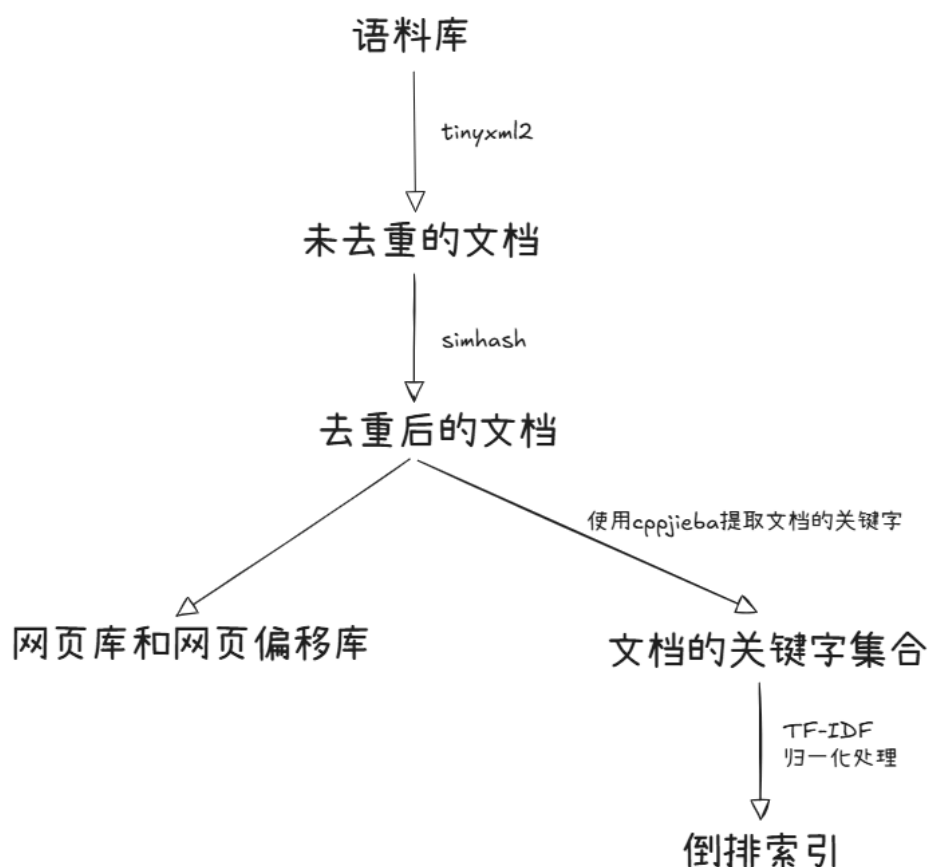 语料库
tinyxml2
未去重的文档
simhash
去重后的文档
使用cppjieba提取文档的关键字
网页库和网页偏移库
文档的关键字集合
TF-IDF
归一化处理
倒排索引